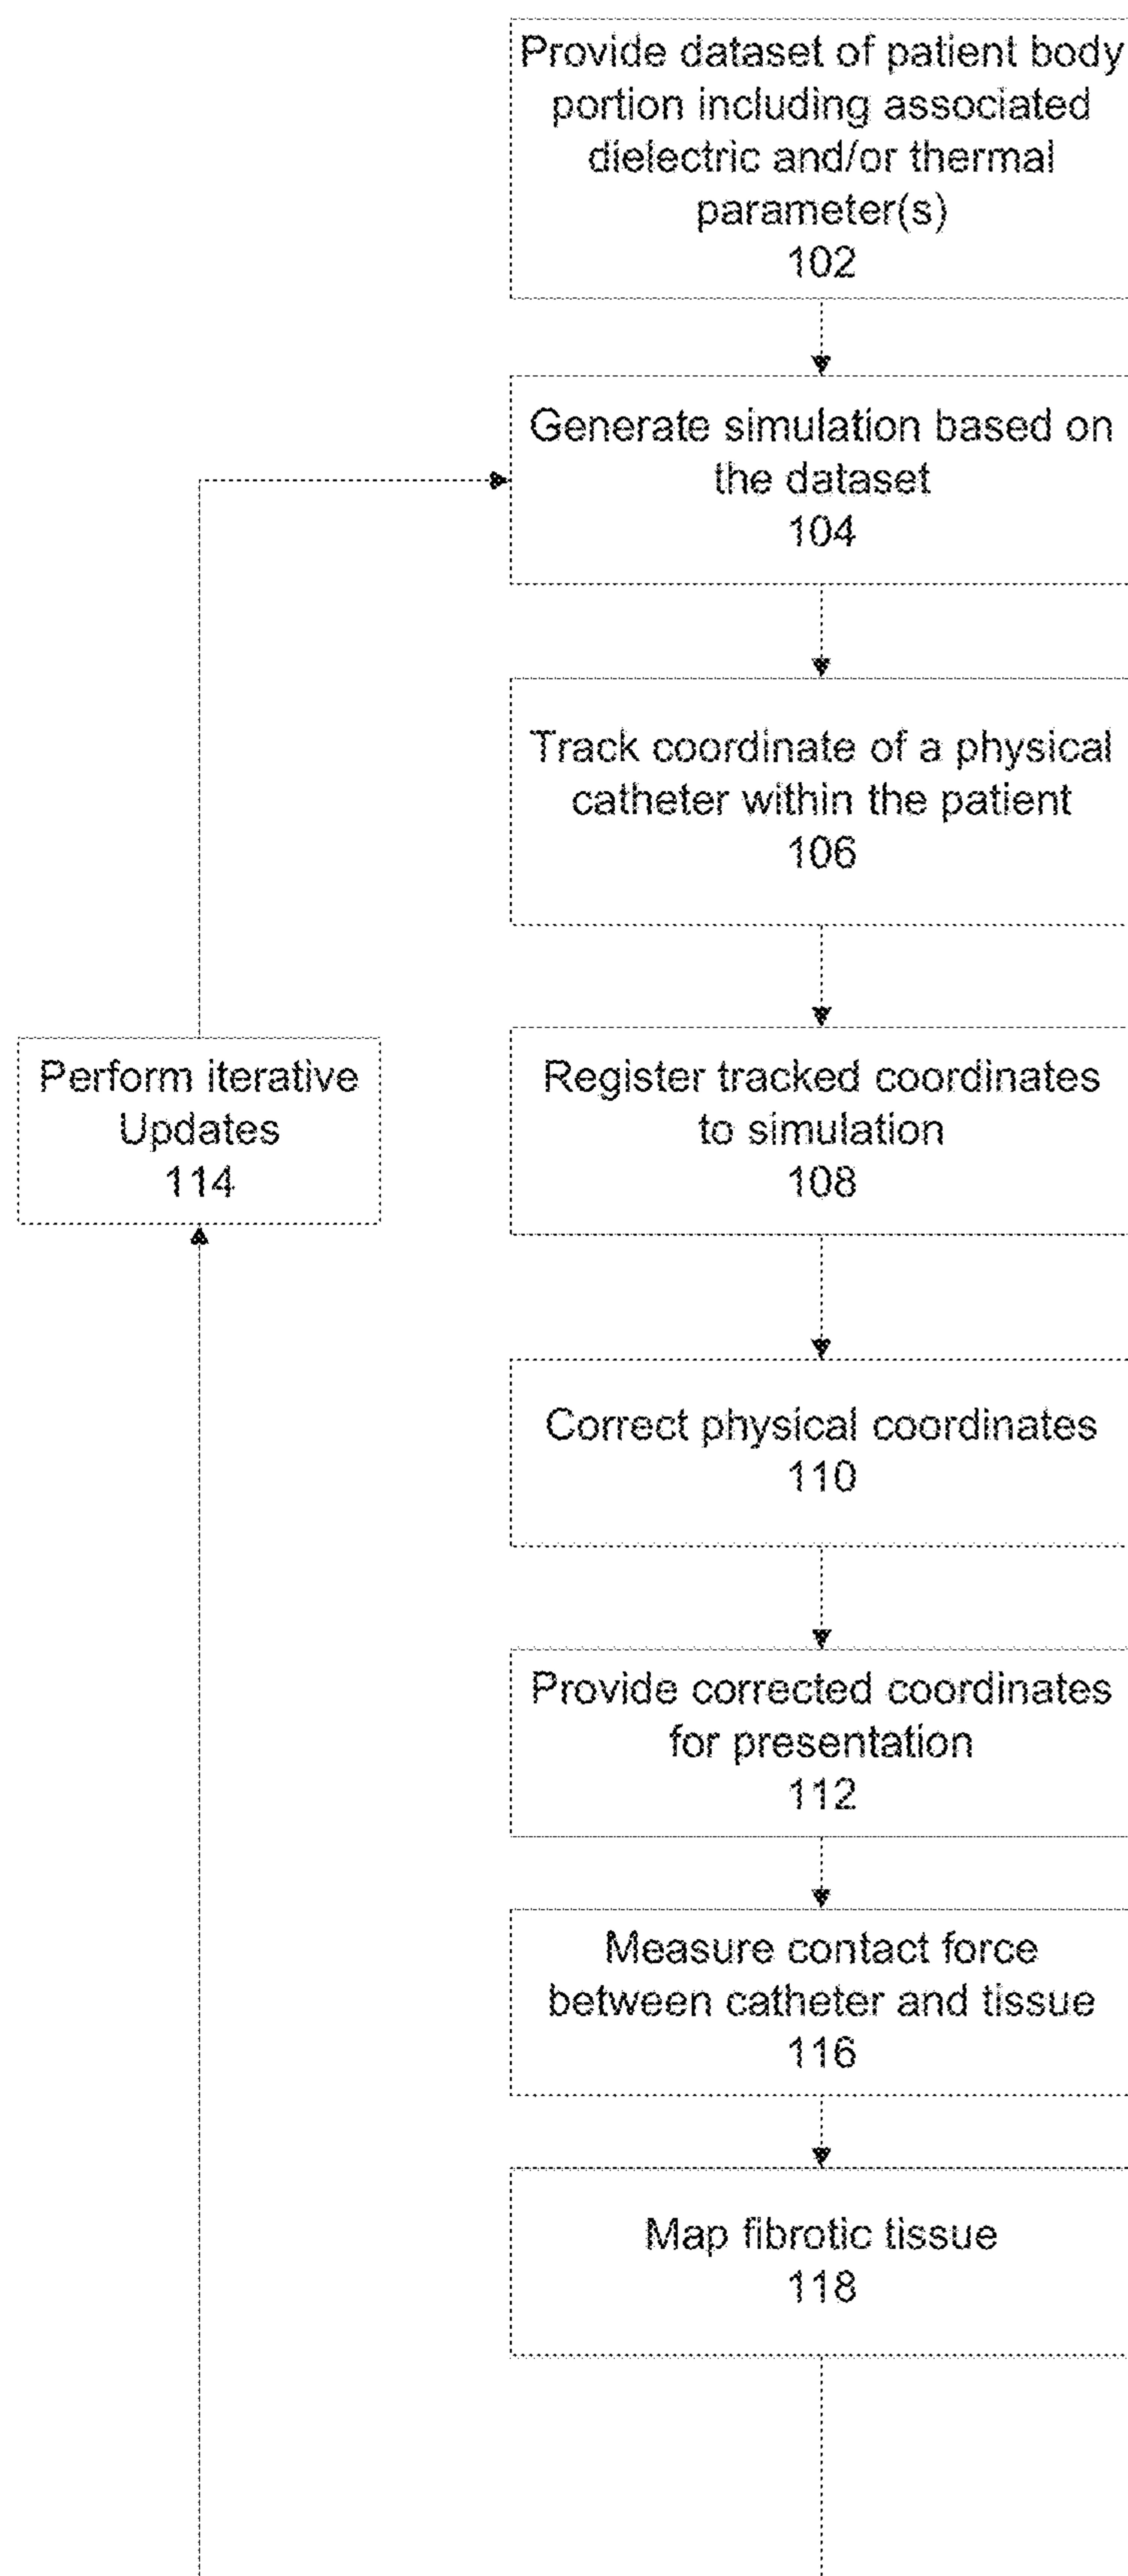 Provide dataset of patient body
portion including associated
dielectric and/or thermal
parameter(s)
102
Generate simulation based on
the dataset
104
Track coordinate of a physical
catheter within the patient
106
Register tracked coordinates
to simulation
108
Perform iterative
Updates
114
Correct physical coordinates
110
Provide corrected coordinates
for presentation
112
Measure contact force
between catheter and tissue
116
Map fibrotic tissue
118